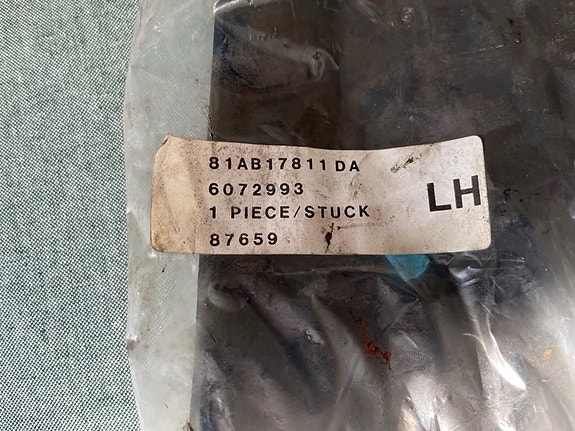 81AB17811DA
6072993
1 PIECE/STUCK
87659
LH